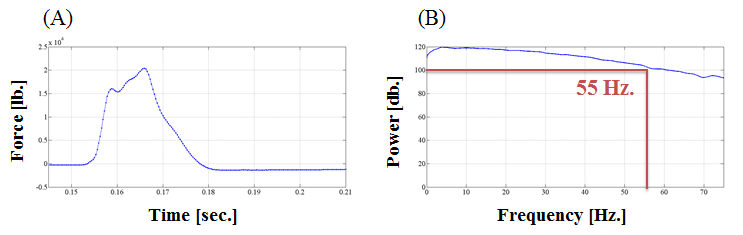 (A)
(B)
2.5 x 10⁴
2
1.5
1
0.5
0
-0.5
0.15 0.16 0.17 0.18 0.19 0.2 0.21
Force [lb.]
Time [sec.]
120
100
80
60
40
20
0
0 10 20 30 40 50 60 70
55 Hz.
Power [db.]
Frequency [Hz.]